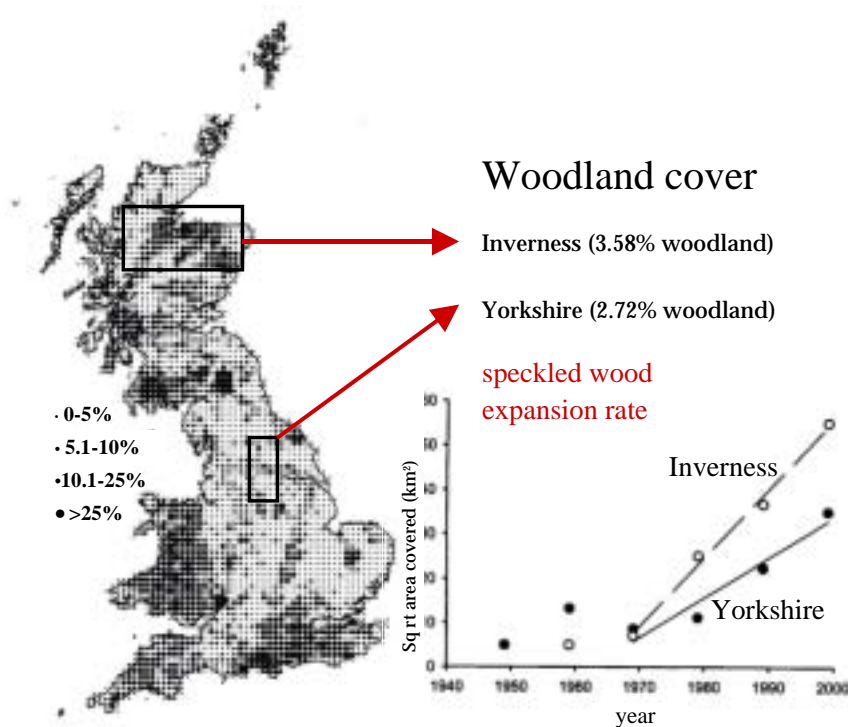 Woodland cover
Inverness (3.58% woodland)
Yorkshire (2.72% woodland)
speckled wood
expansion rate
· 0-5%
• 5.1-10%
•10.1-25%
● >25%
Sq rt area covered (km²)
0
Inverness
Yorkshire
1940 1950 1960 1970 1980 1990 2000
year